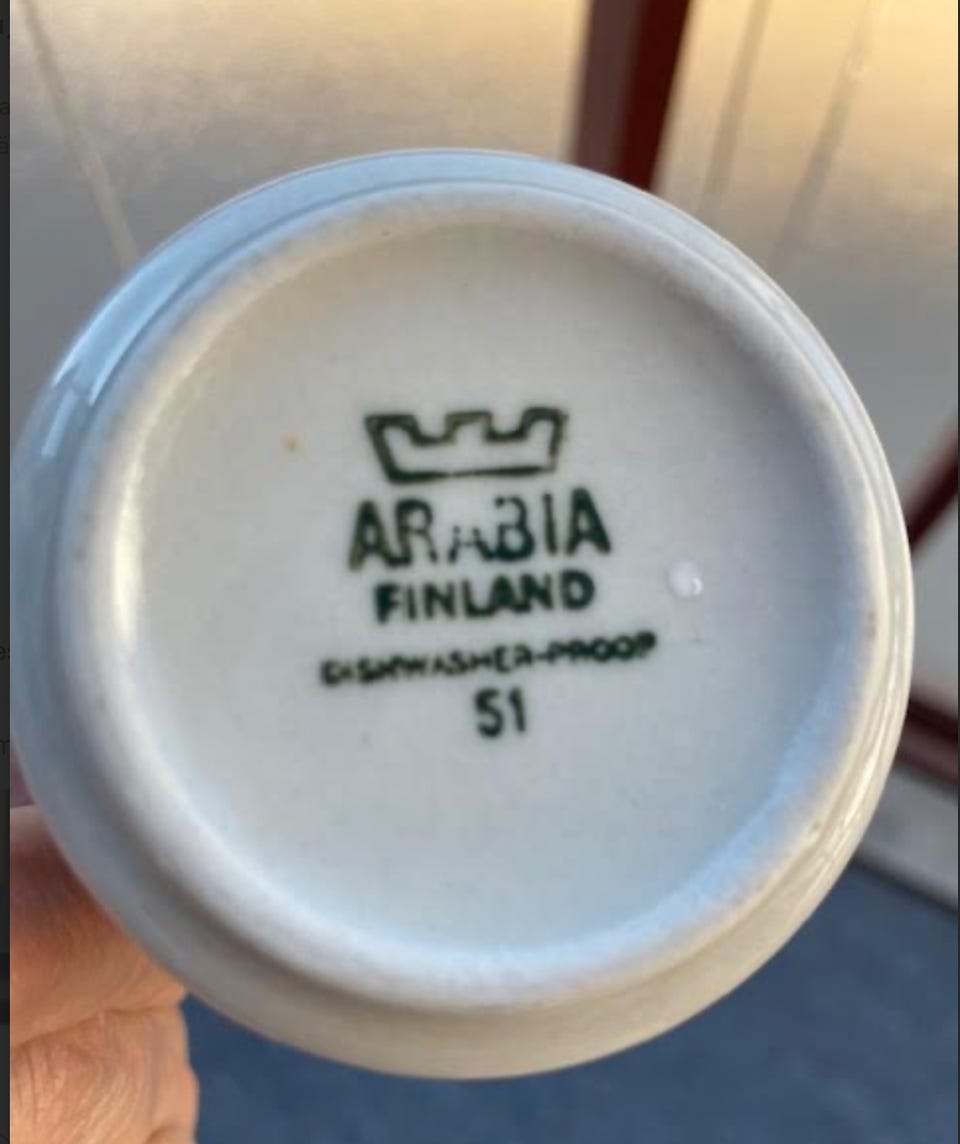 ARABIA
FINLAND
DISHWASHER-PROOF
51